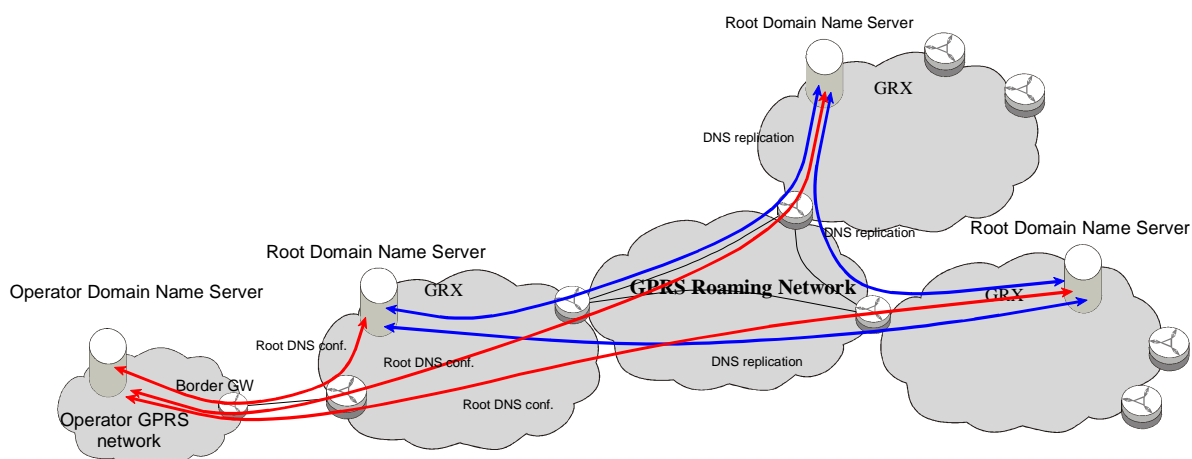 Root Domain Name Server
GRX
DNS replication
DNS replication
Root Domain Name Server
Root Domain Name Server
Operator Domain Name Server
GRX
GPRS Roaming Network
GRX
Root DNS conf.
Root DNS conf.
DNS replication
Border GW
Root DNS conf.
Operator GPRS
network